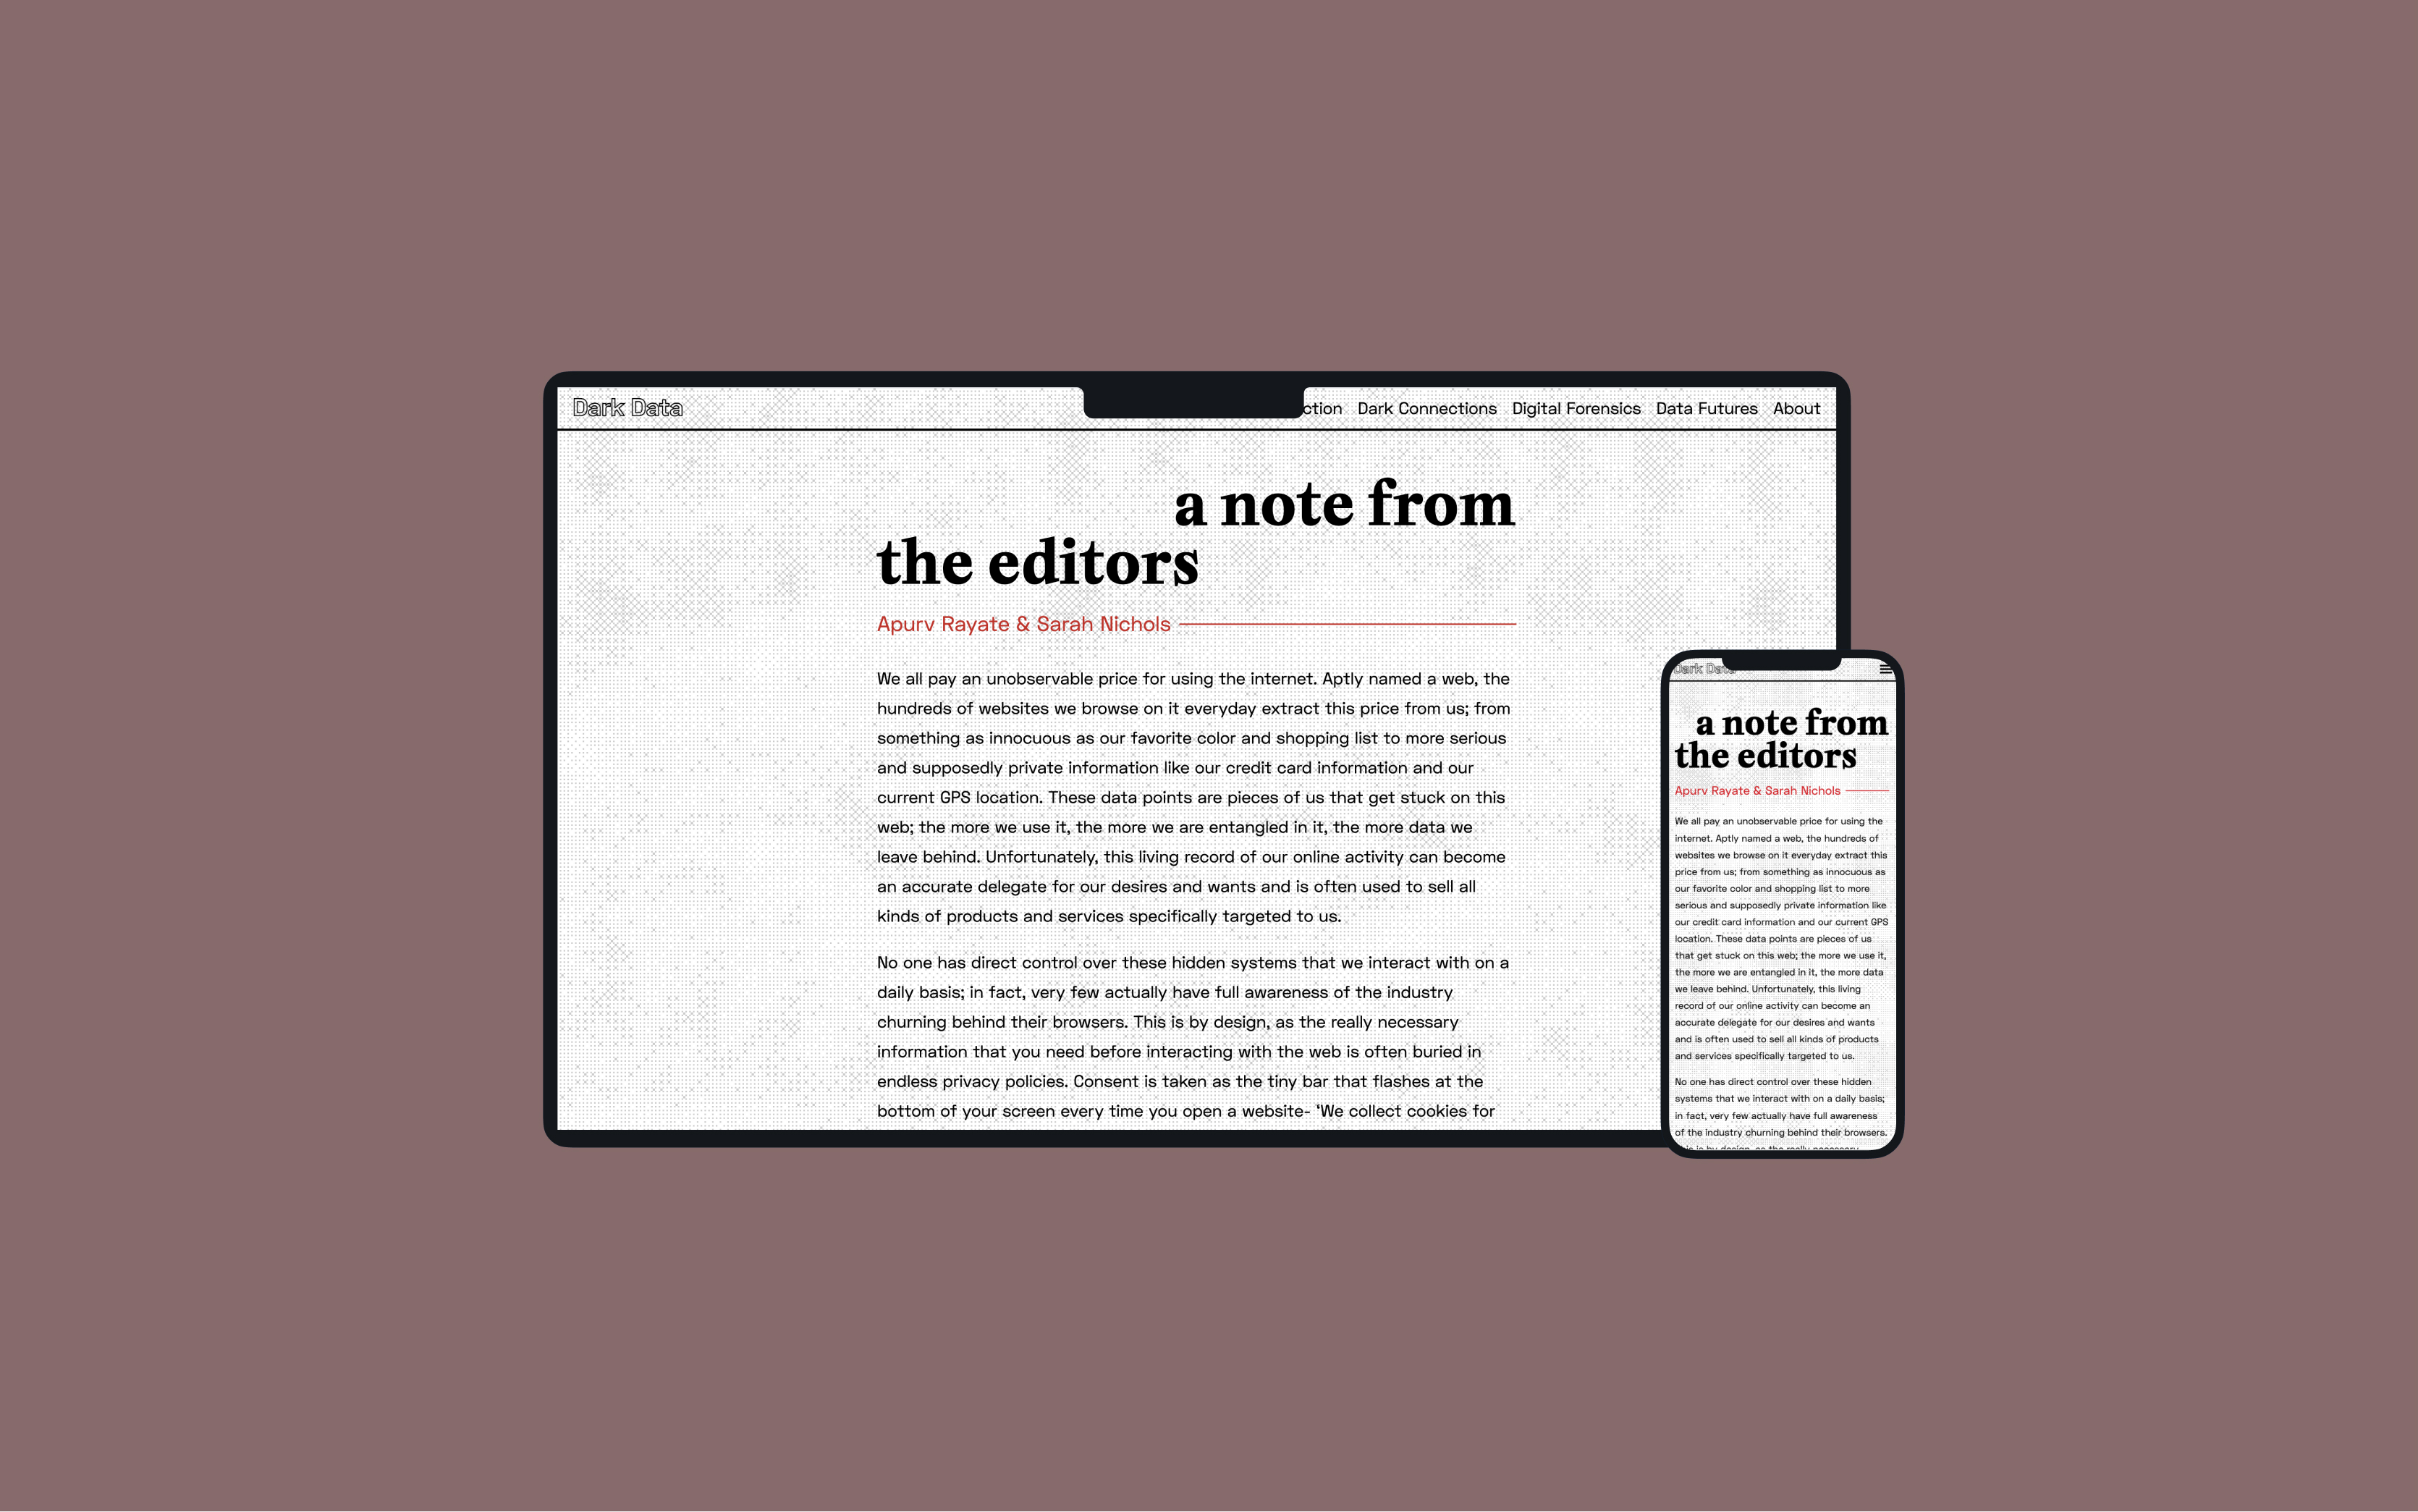 Dark Data
Dark Connections Digital Forensics Data Futures About
a note from
the editors
Apurv Rayate & Sarah Nichols
We all pay an unobservable price for using the internet. Aptly named a web, the
hundreds of websites we browse on it everyday extract this price from us; from
something as innocuous as our favorite color and shopping list to more serious
and supposedly private information like our credit card information and our
current GPS location. These data points are pieces of us that get stuck on this
web; the more we use it, the more we are entangled in it, the more data we
leave behind. Unfortunately, this living record of our online activity can become
an accurate delegate for our desires and wants and is often used to sell all
kinds of products and services specifically targeted to us.
No one has direct control over these hidden systems that we interact with on a
daily basis; in fact, very few actually have full awareness of the industry
churning behind their browsers. This is by design, as the really necessary
information that you need before interacting with the web is often buried in
endless privacy policies. Consent is taken as the tiny bar that flashes at the
bottom of your screen every time you open a website- ‘We collect cookies for
Dark Data
a note from
the editors
Apurv Rayate & Sarah Nichols
We all pay an unobservable price for using the
internet. Aptly named a web, the hundreds of
websites we browse on it everyday extract this
price from us; from something as innocuous as
our favorite color and shopping list to more
serious and supposedly private information like
our credit card information and our current GPS
location. These data points are pieces of us
that get stuck on this web; the more we use it,
the more we are entangled in it, the more data
we leave behind. Unfortunately, this living
record of our online activity can become an
accurate delegate for our desires and wants
and is often used to sell all kinds of products
and services specifically targeted to us.
No one has direct control over these hidden
systems that we interact with on a daily basis;
in fact, very few actually have full awareness
of the industry churning behind their browsers.
is by design, as the really necessary